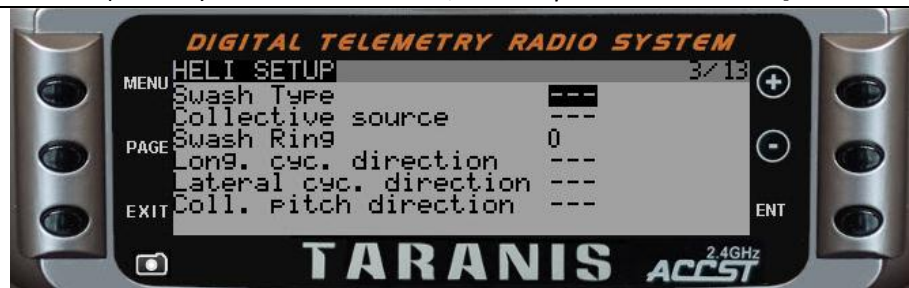 DIGITAL TELEMETRY RADIO SYSTEM
MENU
HELI SETUP 3/13
Swash Type ---
Collective source ---
PAGE
Swash Ring 0
Long. cyc. direction ---
Lateral cyc. direction ---
EXIT
Coll. pitch direction ---
ENT
TARANIS
2.4GHz
ACCST